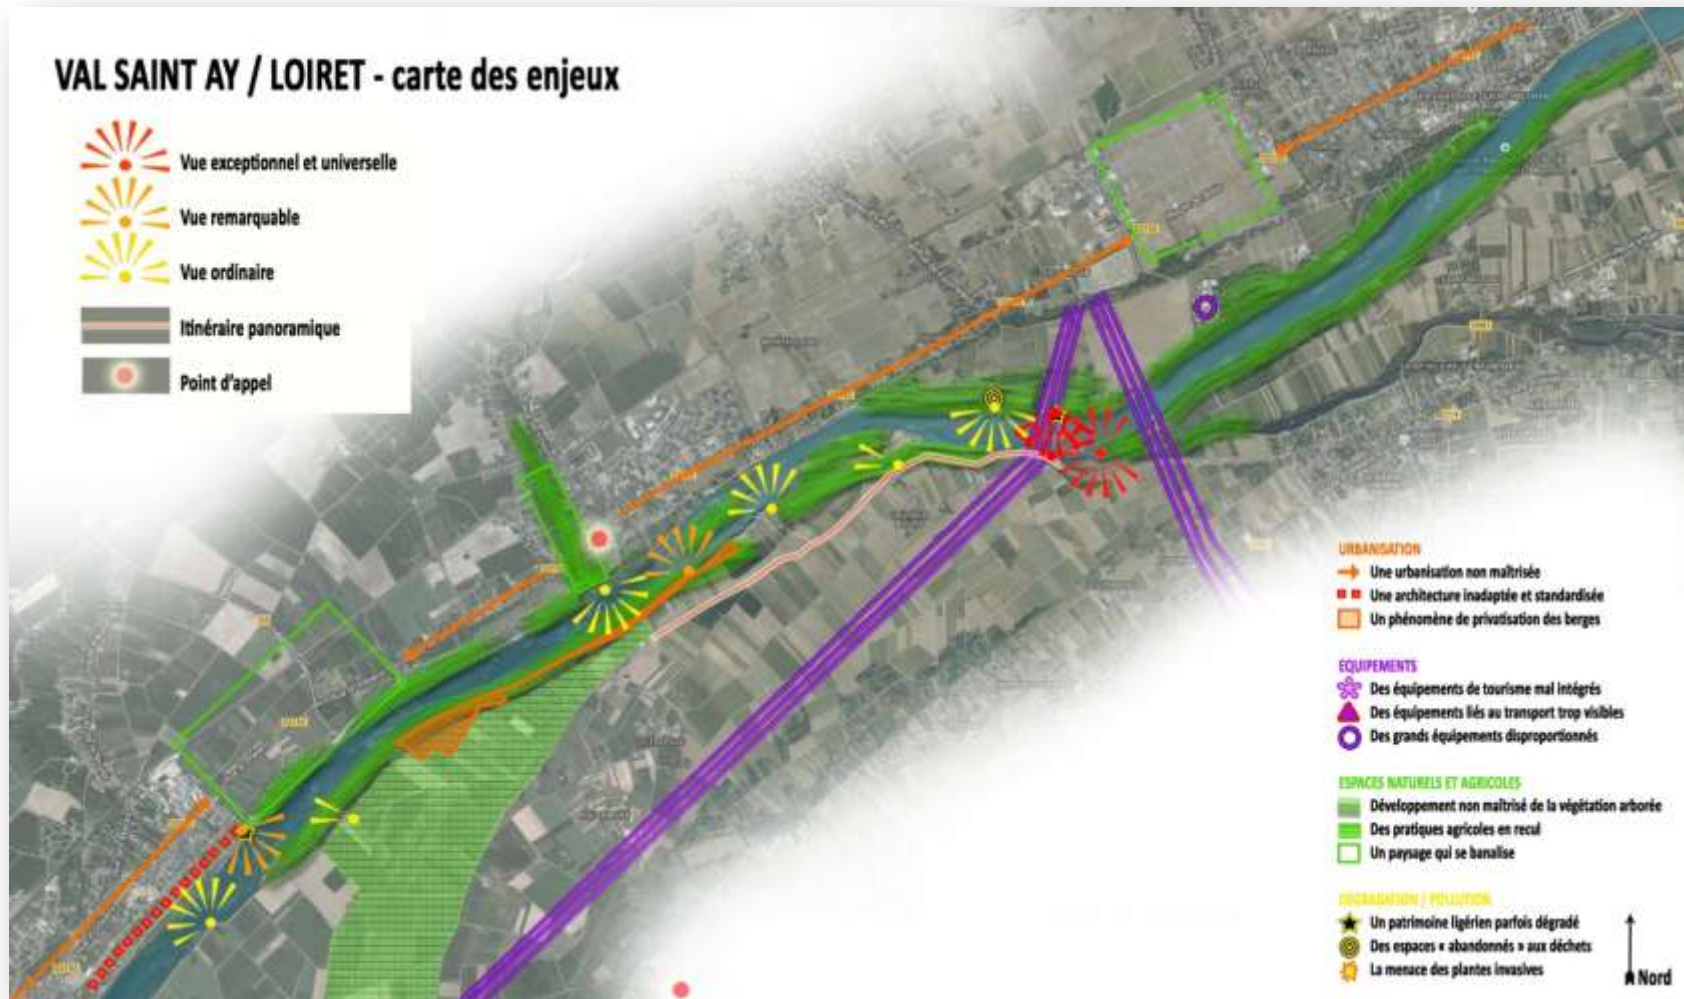 VAL SAINT AY / LOIRET - carte des enjeux
Vue exceptionnel et universelle
Vue remarquable
Vue ordinaire
Itinéraire panoramique
Point d'appel
URBANISATION
Une urbanisation non maîtrisée
Une architecture inadaptée et standardisée
Un phénomène de privatisation des berges
EQUIPEMENTS
Des équipements de tourisme mal intégrés
Des équipements liés au transport trop visibles
Des grands équipements disproportionnés
ESPACES NATURELS ET AGRICOLES
Développement non maîtrisé de la végétation arborée
Des pratiques agricoles en recul
Un paysage qui se banalise
DEGRADATION / POLLUTION
Un patrimoine ligérien parfois dégradé
Des espaces « abandonnés » aux déchets
La menace des plantes invasives
Nord